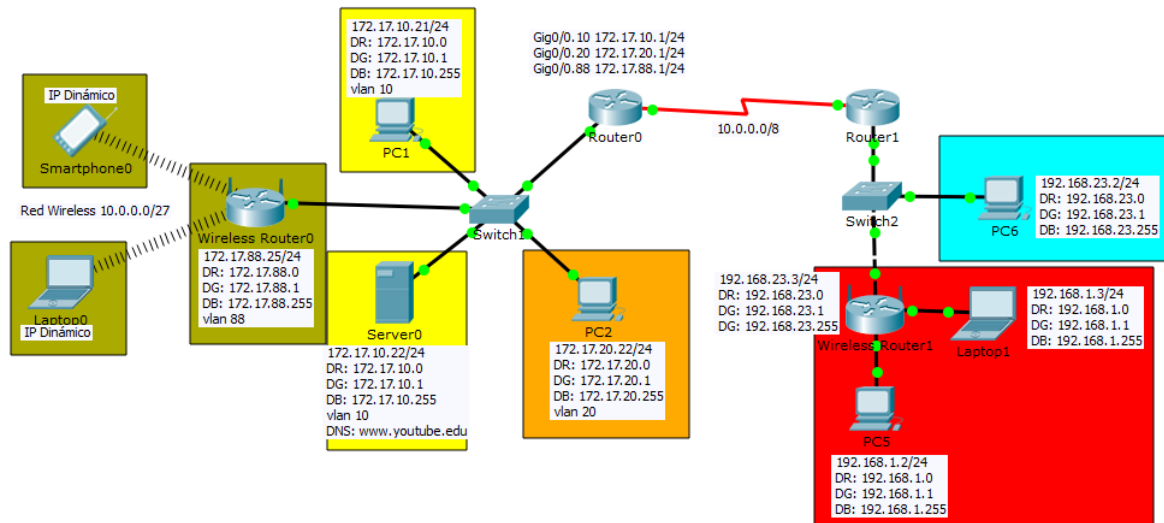 IP Dinámico
Smartphone0
Red Wireless 10.0.0.0/27
Laptop0
IP Dinámico
Wireless Router0
172.17.88.25/24
DR: 172.17.88.0
DG: 172.17.88.1
DB: 172.17.88.255
vlan 88
172.17.10.21/24
DR: 172.17.10.0
DG: 172.17.10.1
DB: 172.17.10.255
vlan 10
PC1
Switch1
Server0
172.17.10.22/24
DR: 172.17.10.0
DG: 172.17.10.1
DB: 172.17.10.255
vlan 10
DNS: www.youtube.edu
PC2
172.17.20.22/24
DR: 172.17.20.0
DG: 172.17.20.1
DB: 172.17.20.255
vlan 20
Gig0/0.10 172.17.10.1/24
Gig0/0.20 172.17.20.1/24
Gig0/0.88 172.17.88.1/24
Router0
10.0.0.0/8
Router1
Switch2
192.168.23.2/24
DR: 192.168.23.0
DG: 192.168.23.1
DB: 192.168.23.255
PC6
192.168.23.3/24
DR: 192.168.23.0
DG: 192.168.23.1
DG: 192.168.23.255
Wireless Router1
192.168.1.3/24
DR: 192.168.1.0
DG: 192.168.1.1
DB: 192.168.1.255
Laptop1
PC5
192.168.1.2/24
DR: 192.168.1.0
DG: 192.168.1.1
DB: 192.168.1.255